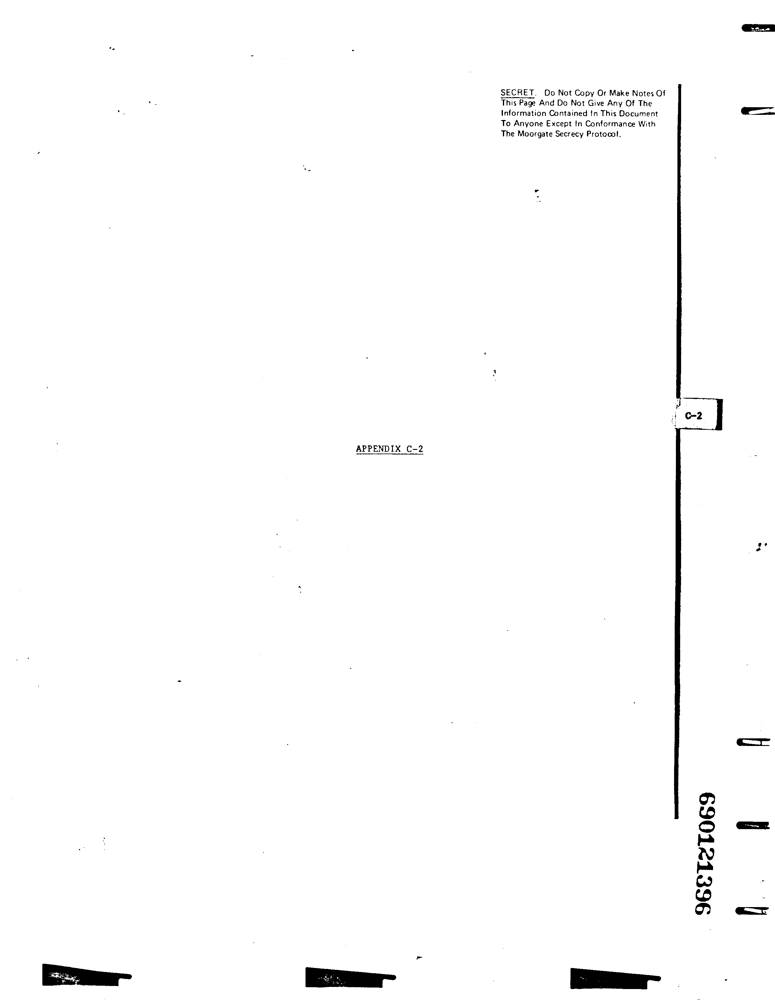 SECRET. Do Not Copy Or Make Notes Of
This Page And Do Not Give Any Of The
Information Contained In This Document
To Anyone Except In Conformance With
The Moorgate Secrecy Protocol.
C-2
APPENDIX C-2
690121396